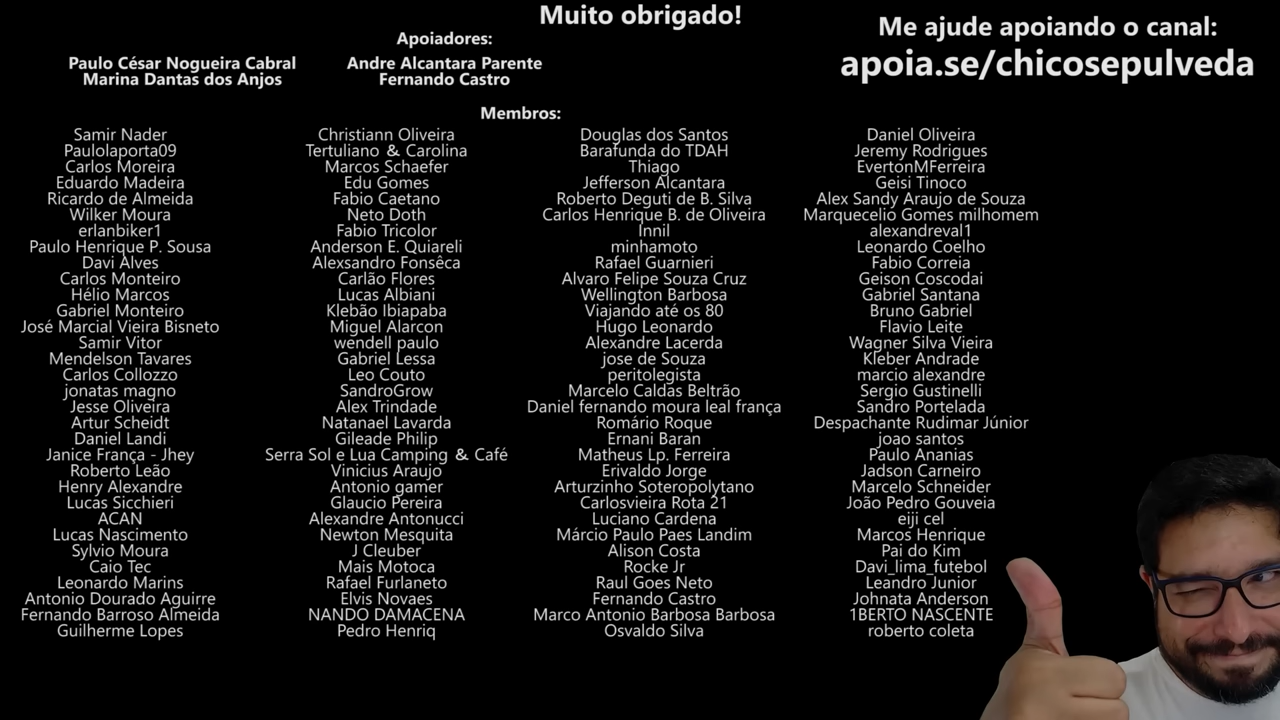 Muito obrigado!
Me ajude apoiando o canal:
apoia.se/chicosepulveda
Apoiadores:
Paulo César Nogueira Cabral
Marina Dantas dos Anjos
Andre Alcantara Parente
Fernando Castro
Membros:
Samir Nader
Paulolaporta09
Carlos Moreira
Eduardo Madeira
Ricardo de Almeida
Wilker Moura
erlanbiker1
Paulo Henrique P. Sousa
Davi Alves
Carlos Monteiro
Hélio Marcos
Gabriel Monteiro
José Marcial Vieira Bisneto
Samir Vitor
Mendelson Tavares
Carlos Collozzo
jonatas magno
Jesse Oliveira
Artur Scheidt
Daniel Landi
Janice França - Jhey
Roberto Leão
Henry Alexandre
Lucas Sicchieri
ACAN
Lucas Nascimento
Sylvio Moura
Caio Tec
Leonardo Marins
Antonio Dourado Aguirre
Fernando Barroso Almeida
Guilherme Lopes
Christiann Oliveira
Tertuliano & Carolina
Marcos Schaefer
Edu Gomes
Fabio Caetano
Neto Doth
Fabio Tricolor
Anderson E. Quiareli
Alexsandro Fonsêca
Carlão Flores
Lucas Albiani
Klebão Ibiapaba
Miguel Alarcon
wendell paulo
Gabriel Lessa
Leo Couto
SandroGrow
Alex Trindade
Natanael Lavarda
Gileade Philip
Serra Sol e Lua Camping & Café
Vinicius Araujo
Antonio gamer
Glaucio Pereira
Alexandre Antonucci
Newton Mesquita
J Cleuber
Mais Motoca
Rafael Furlaneto
Elvis Novaes
NANDO DAMACENA
Pedro Henriq
Douglas dos Santos
Barafunda do TDAH
Thiago
Jefferson Alcantara
Roberto Deguti de B. Silva
Carlos Henrique B. de Oliveira
Innil
minhamoto
Rafael Guarnieri
Alvaro Felipe Souza Cruz
Wellington Barbosa
Viajando até os 80
Hugo Leonardo
Alexandre Lacerda
jose de Souza
peritolegista
Marcelo Caldas Beltrão
Daniel fernando moura leal frança
Romário Roque
Ernani Baran
Matheus Lp. Ferreira
Erivaldo Jorge
Arturzinho Soteropolytano
Carlosvieira Rota 21
Luciano Cardena
Márcio Paulo Paes Landim
Alison Costa
Rocke Jr
Raul Goes Neto
Fernando Castro
Marco Antonio Barbosa Barbosa
Osvaldo Silva
Daniel Oliveira
Jeremy Rodrigues
EvertonMFerreira
Geisi Tinoco
Alex Sandy Araujo de Souza
Marquecelio Gomes milhomem
alexandreval1
Leonardo Coelho
Fabio Correia
Geison Coscodai
Gabriel Santana
Bruno Gabriel
Flavio Leite
Wagner Silva Vieira
Kleber Andrade
marcio alexandre
Sergio Gustinelli
Sandro Portelada
Despachante Rudimar Júnior
joao santos
Paulo Ananias
Jadson Carneiro
Marcelo Schneider
João Pedro Gouveia
eiji cel
Marcos Henrique
Pai do Kim
Davi_lima_futebol
Leandro Junior
Johnata Anderson
1BERTO NASCENTE
roberto coleta